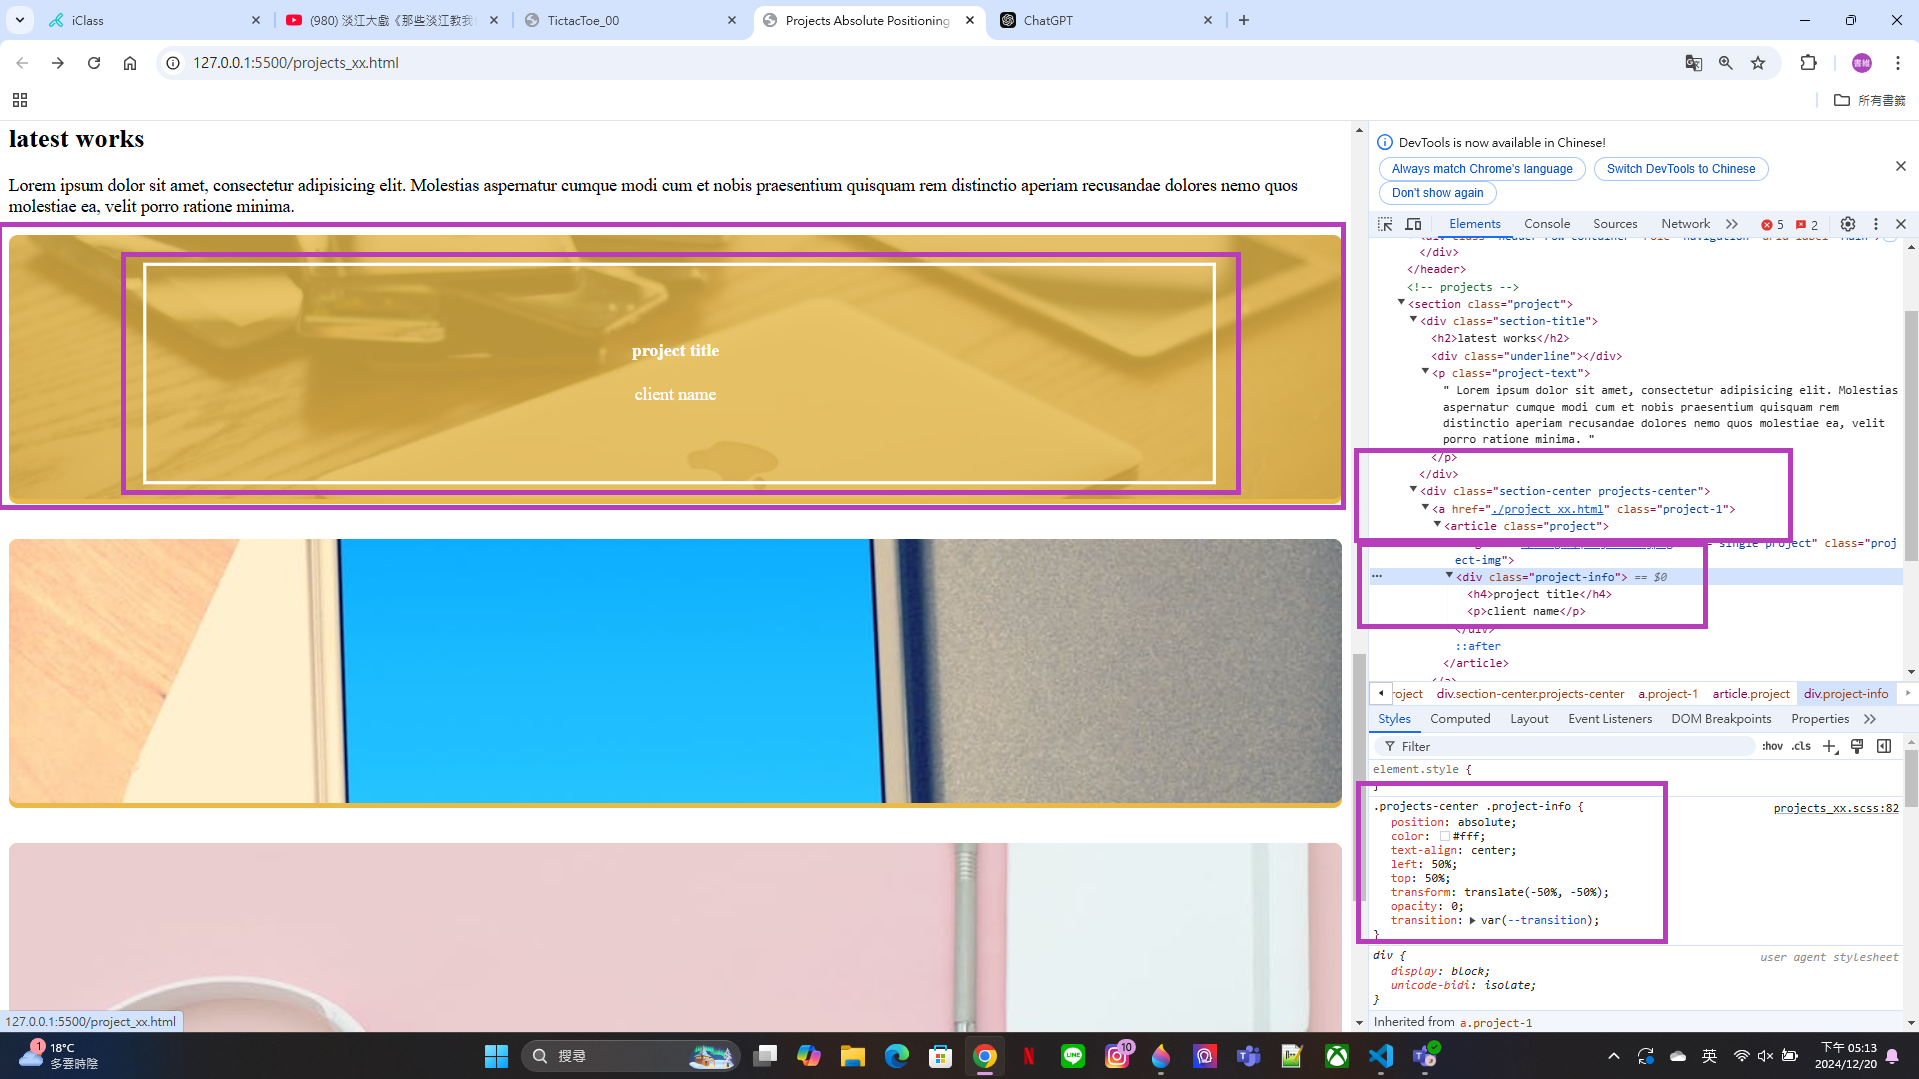 iClass
(980) 淡江大戲《那些淡江教我
TictacToe_00
Projects Absolute Positioning
ChatGPT
127.0.0.1:5500/projects_xx.html
所有書籤
latest works
Lorem ipsum dolor sit amet, consectetur adipisicing elit. Molestias aspernatur cumque modi cum et nobis praesentium quisquam rem distinctio aperiam recusandae dolores nemo quos
molestiae ea, velit porro ratione minima.
project title
client name
127.0.0.1:5500/project_xx.html
DevTools is now available in Chinese!
Always match Chrome's language
Switch DevTools to Chinese
Don't show again
Elements
Console
Sources
Network
5
2
</div>
</header>
<!-- projects -->
<section class="project">
<div class="section-title">
<h2>latest works</h2>
<div class="underline"></div>
<p class="project-text">
" Lorem ipsum dolor sit amet, consectetur adipisicing elit. Molestias
aspernatur cumque modi cum et nobis praesentium quisquam rem
distinctio aperiam recusandae dolores nemo quos molestiae ea, velit
porro ratione minima. "
</p>
</div>
<div class="section-center projects-center">
<a href="./project_xx.html" class="project-1">
<article class="project">
single project" class="proj
ect-img">
<div class="project-info"> == $0
<h4>project title</h4>
<p>client name</p>
</div>
::after
</article>
roject
div.section-center.projects-center
a.project-1
article.project
div.project-info
Styles
Computed
Layout
Event Listeners
DOM Breakpoints
Properties
Filter
:hov
.cls
element.style {
}
.projects-center .project-info {
projects_xx.scss:82
position: absolute;
color: #fff;
text-align: center;
left: 50%;
top: 50%;
transform: translate(-50%, -50%);
opacity: 0;
transition: var(--transition);
}
div {
user agent stylesheet
display: block;
unicode-bidi: isolate;
}
Inherited from a.project-1
1
18°C
多雲時陰
搜尋
10
英
下午 05:13
2024/12/20